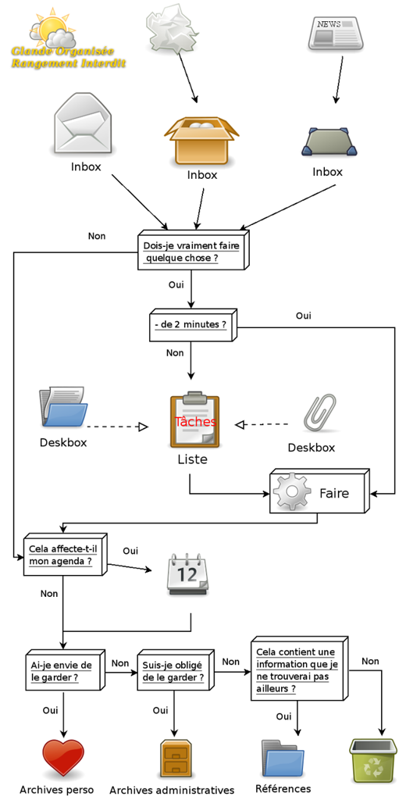 Glande Organisée
Rangement Interdit
NEWS
Inbox
Inbox
Inbox
Non
Dois-je vraiment faire
quelque chose ?
Oui
- de 2 minutes ?
Oui
Non
Tâches
Deskbox
Deskbox
Liste
Faire
Cela affecte-t-il
mon agenda ?
Oui
12
Non
Ai-je envie de
le garder ?
Non
Suis-je obligé
de le garder ?
Non
Cela contient une
information que je
ne trouverai pas
ailleurs ?
Non
Oui
Oui
Oui
Archives perso
Archives administratives
Références